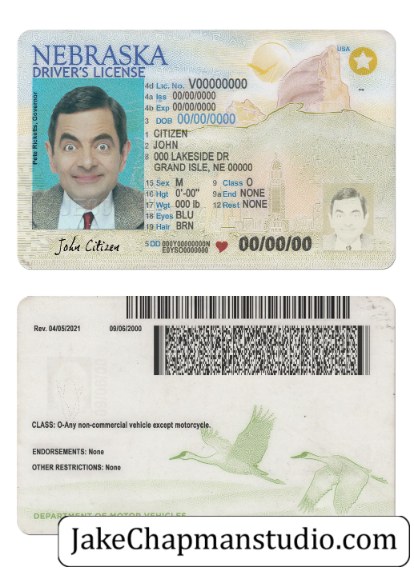 NEBRASKA
USA
DRIVER'S LICENSE
Pete Ricketts, Governor
4d Lic. No. V00000000
4a Iss 00/00/0000
4b Exp 00/00/0000
3 DOB 00/00/0000
1 CITIZEN
2 JOHN
8 000 LAKESIDE DR
GRAND ISLE, NE 00000
15 Sex M 9 Class O
16 Hgt 0'-00" 9a End NONE
17 Wgt 000 lb 12 Rest NONE
18 Eyes BLU
19 Hair BRN
John Citizen
5DD 000Y00000000N
E0Y8O0000000 00/00/00
Rev. 04/05/2021 09/06/2000
CLASS: O-Any non-commercial vehicle except motorcycle.
ENDORSEMENTS: None
OTHER RESTRICTIONS: None
DEPARTMENT OF MOTOR VEHICLES
JakeChapmanstudio.com